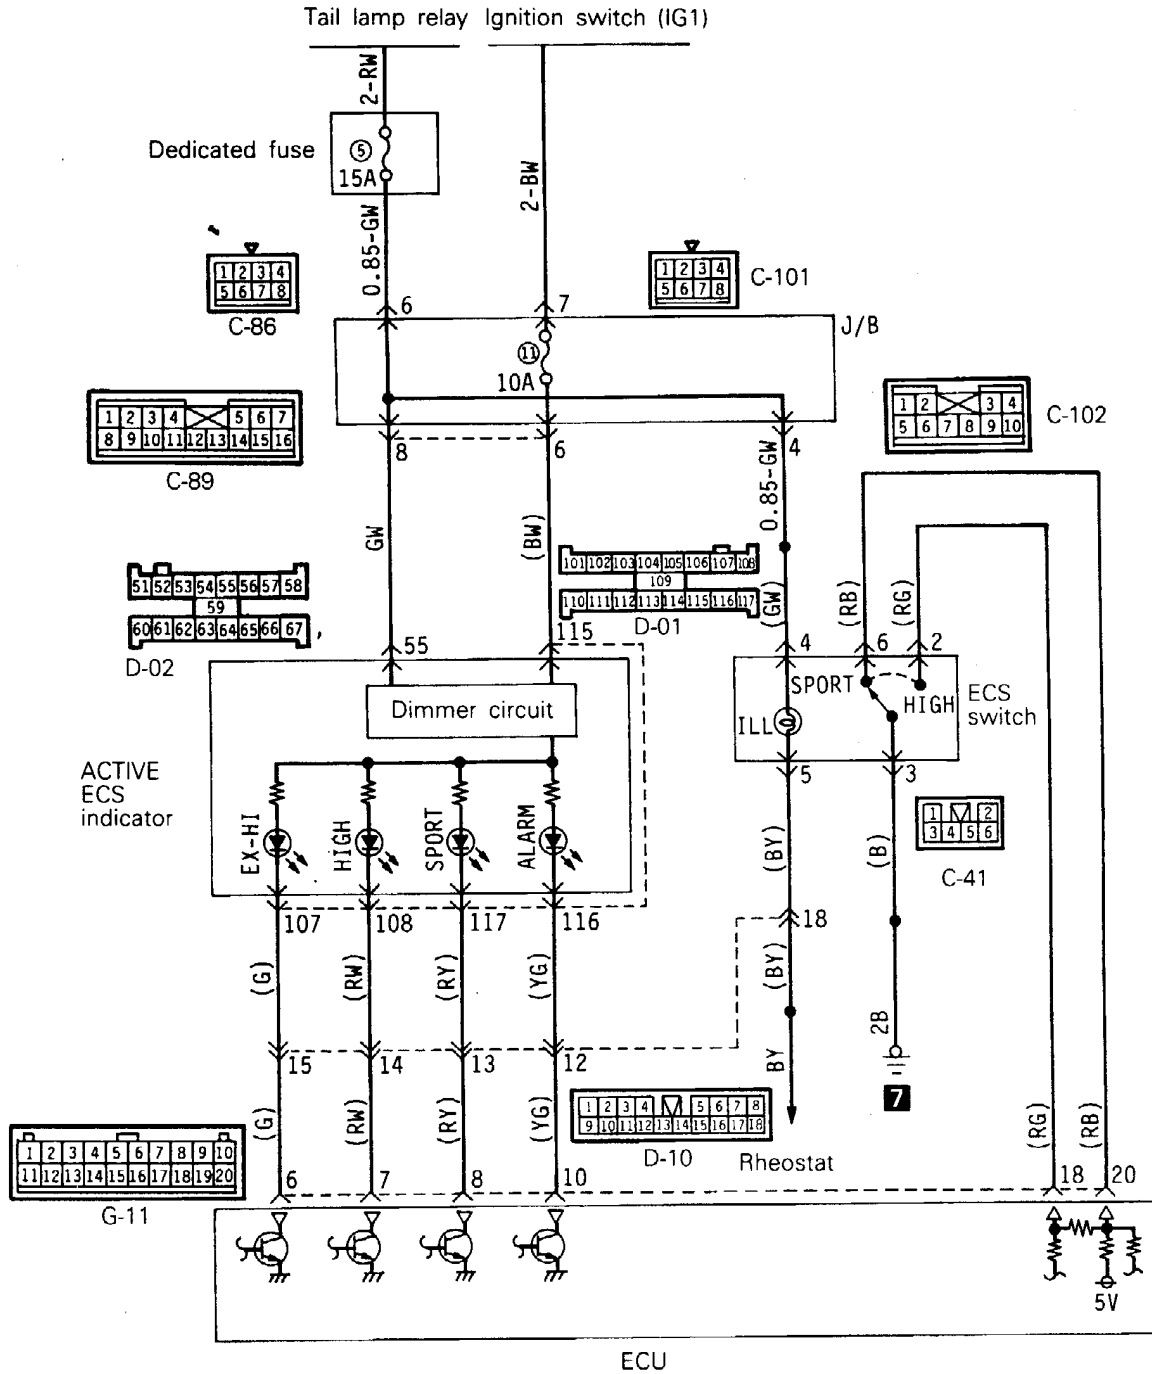 Tail lamp relay Ignition switch (IG1)
2-RW
Dedicated fuse
5
15A
2-BW
0.85-GW
1 2 3 4
5 6 7 8
C-86
1 2 3 4
5 6 7 8
C-101
6
7
J/B
11
10A
1 2 3 4 5 6 7
8 9 10 11 12 13 14 15 16
C-89
1 2 3 4
5 6 7 8 9 10
C-102
8
6
4
0.85-GW
GW
(BW)
101 102 103 104 105 106 107 108
109
110 111 112 113 114 115 116 117
D-01
51 52 53 54 55 56 57 58
59
60 61 62 63 64 65 66 67
D-02
(GW)
(RB)
(RG)
55
115
4
6
2
Dimmer circuit
SPORT
HIGH
ILL
ECS
switch
ACTIVE
ECS
indicator
EX-HI
HIGH
SPORT
ALARM
5
3
1 2
3 4 5 6
C-41
(BY)
(B)
107
108
117
116
18
(G)
(RW)
(RY)
(YG)
(BY)
2B
15
14
13
12
BY
7
(G)
(RW)
(RY)
(YG)
1 2 3 4 5 6 7 8
9 10 11 12 13 14 15 16 17 18
D-10
Rheostat
(RG)
(RB)
1 2 3 4 5 6 7 8 9 10
11 12 13 14 15 16 17 18 19 20
G-11
6
7
8
10
18
20
5V
ECU